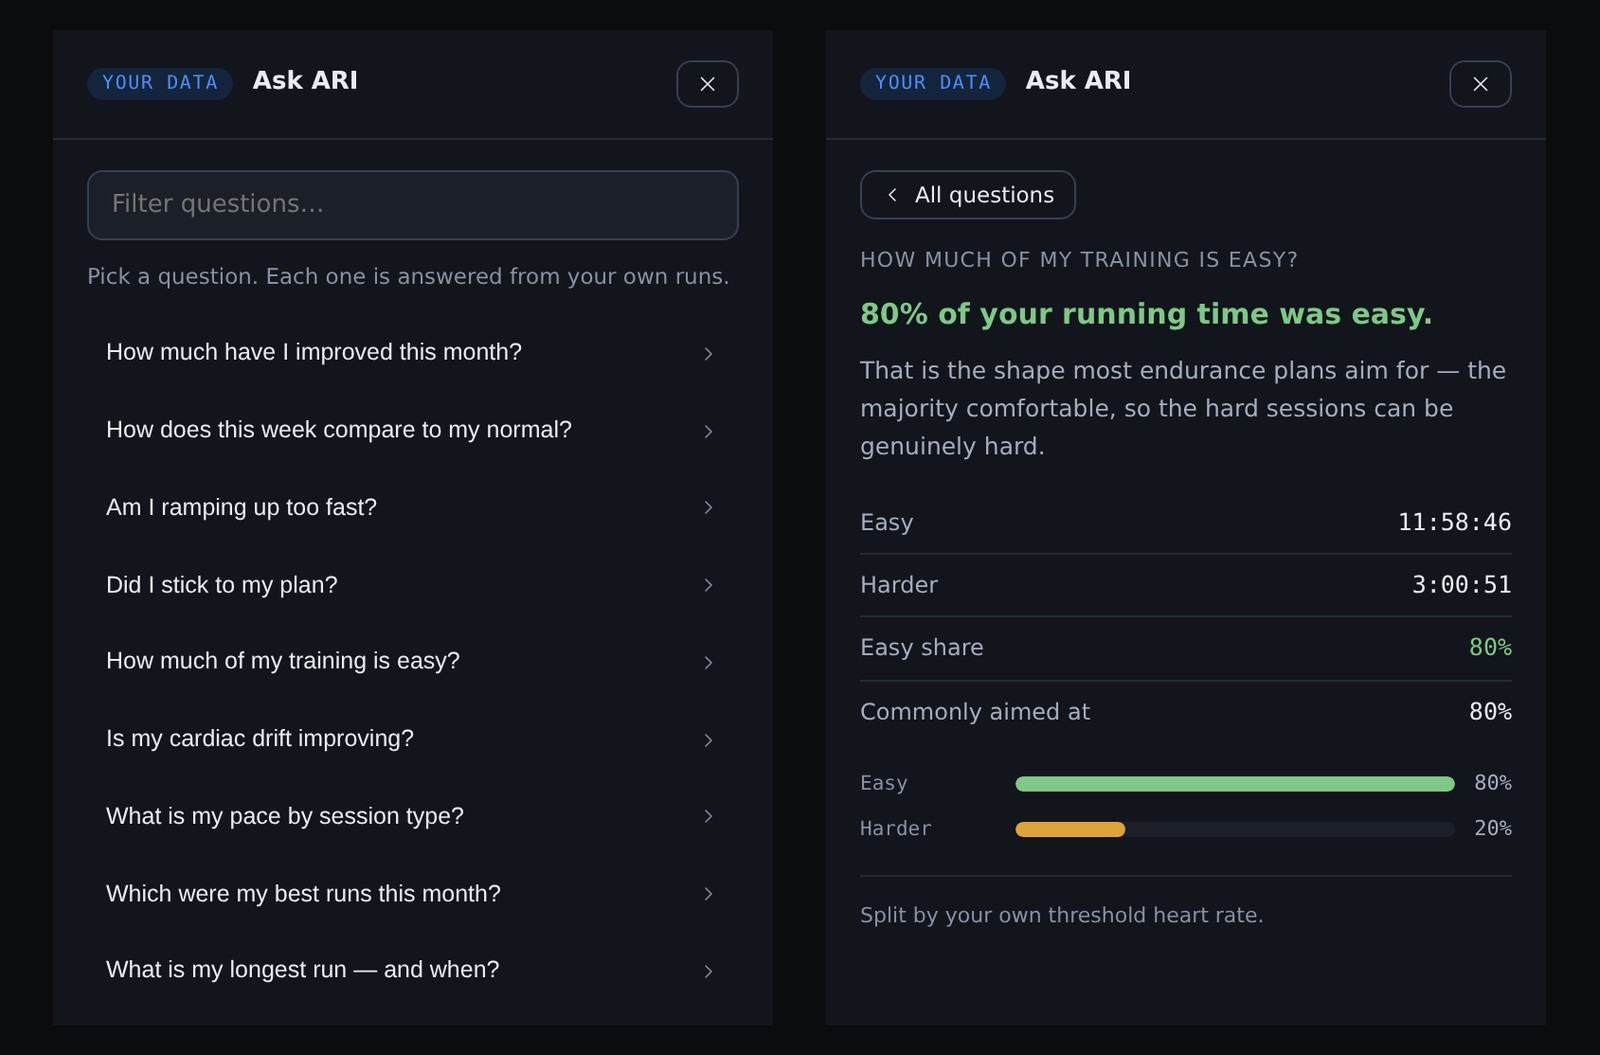 YOUR DATA Ask ARI
Filter questions...
Pick a question. Each one is answered from your own runs.
How much have I improved this month?
How does this week compare to my normal?
Am I ramping up too fast?
Did I stick to my plan?
How much of my training is easy?
Is my cardiac drift improving?
What is my pace by session type?
Which were my best runs this month?
What is my longest run — and when?
YOUR DATA Ask ARI
All questions
HOW MUCH OF MY TRAINING IS EASY?
80% of your running time was easy.
That is the shape most endurance plans aim for — the
majority comfortable, so the hard sessions can be
genuinely hard.
Easy 11:58:46
Harder 3:00:51
Easy share 80%
Commonly aimed at 80%
Easy 80%
Harder 20%
Split by your own threshold heart rate.